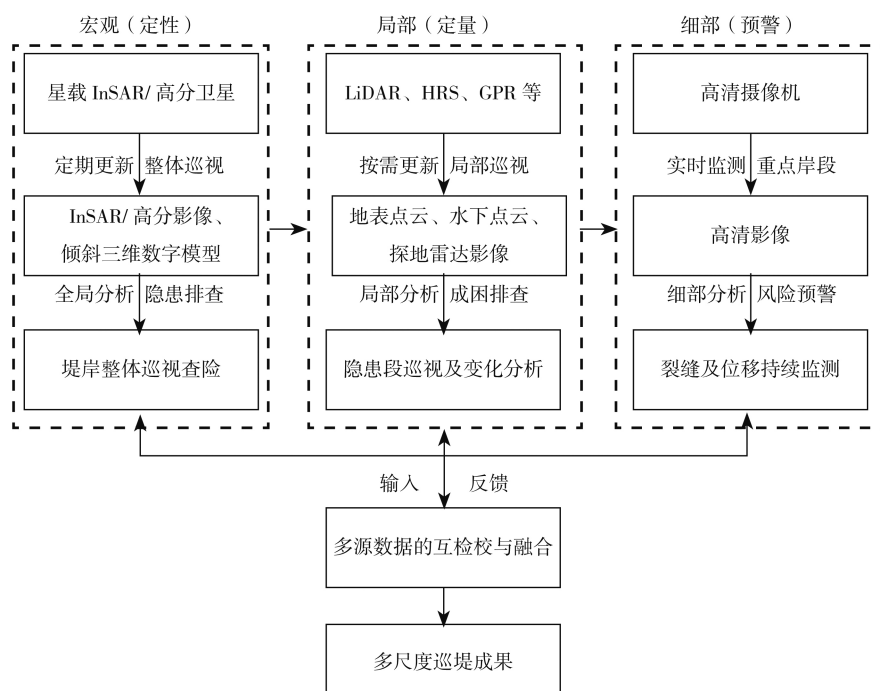 宏观（定性）
局部（定量）
细部（预警）
星载 InSAR/ 高分卫星
LiDAR、HRS、GPR 等
高清摄像机
定期更新 整体巡视
按需更新 局部巡视
实时监测 重点岸段
InSAR/ 高分影像、
倾斜三维数字模型
地表点云、水下点云、
探地雷达影像
高清影像
全局分析 隐患排查
局部分析 成因排查
细部分析 风险预警
堤岸整体巡视查险
隐患段巡视及变化分析
裂缝及位移持续监测
输入 反馈
多源数据的互检校与融合
多尺度巡堤成果